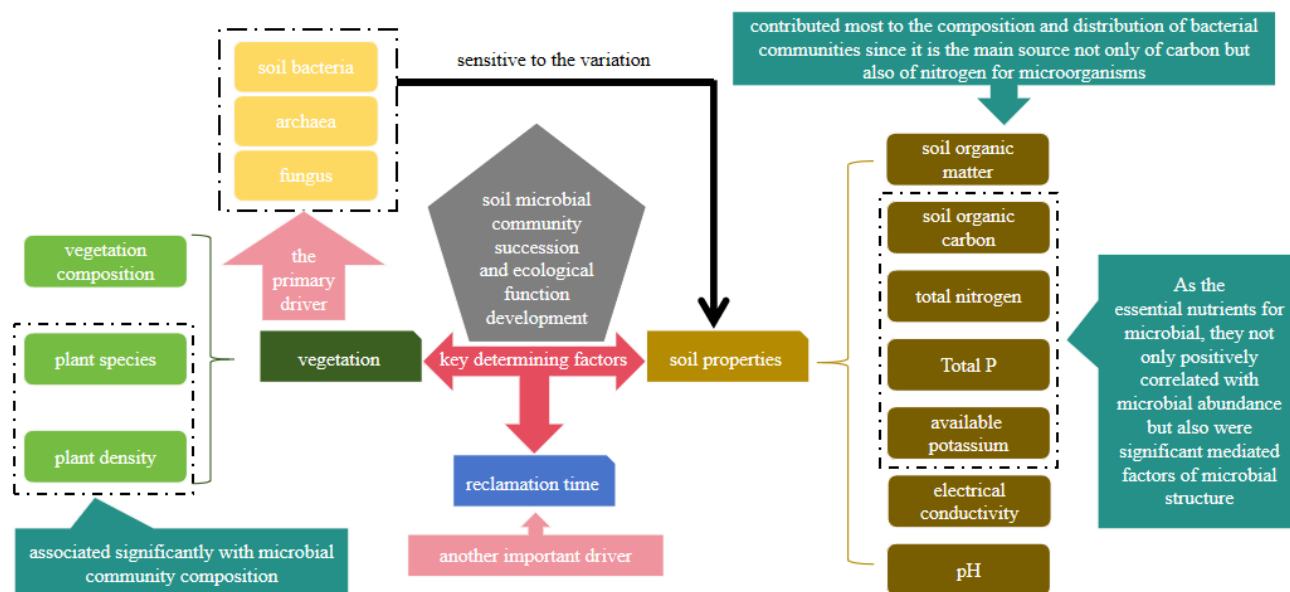 contributed most to the composition and distribution of bacterial
communities since it is the main source not only of carbon but
also of nitrogen for microorganisms
soil bacteria
archaea
fungus
sensitive to the variation
the
primary
driver
vegetation
composition
plant species
plant density
associated significantly with microbial
community composition
vegetation
soil microbial
community
succession
and ecological
function
development
key determining factors
reclamation time
another important driver
soil properties
soil organic
matter
soil organic
carbon
total nitrogen
Total P
available
potassium
electrical
conductivity
pH
As the
essential nutrients for
microbial, they not
only positively
correlated with
microbial abundance
but also were
significant mediated
factors of microbial
structure